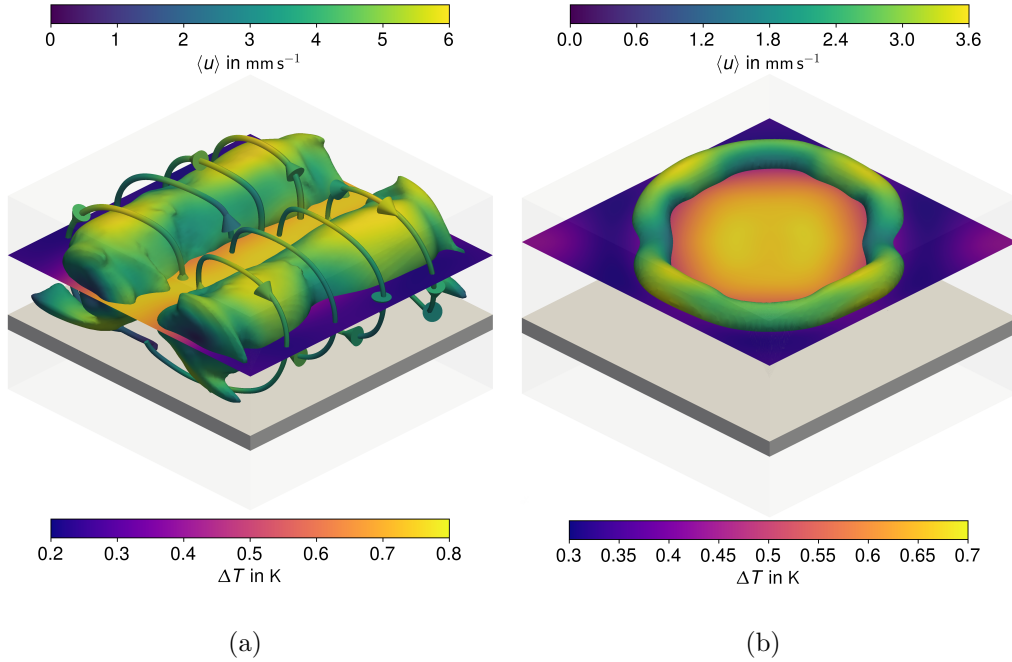 0 1 2 3 4 5 6
⟨u⟩ in mm s⁻¹
0.0 0.6 1.2 1.8 2.4 3.0 3.6
⟨u⟩ in mm s⁻¹
0.2 0.3 0.4 0.5 0.6 0.7 0.8
ΔT in K
0.3 0.35 0.4 0.45 0.5 0.55 0.6 0.65 0.7
ΔT in K
(a)
(b)